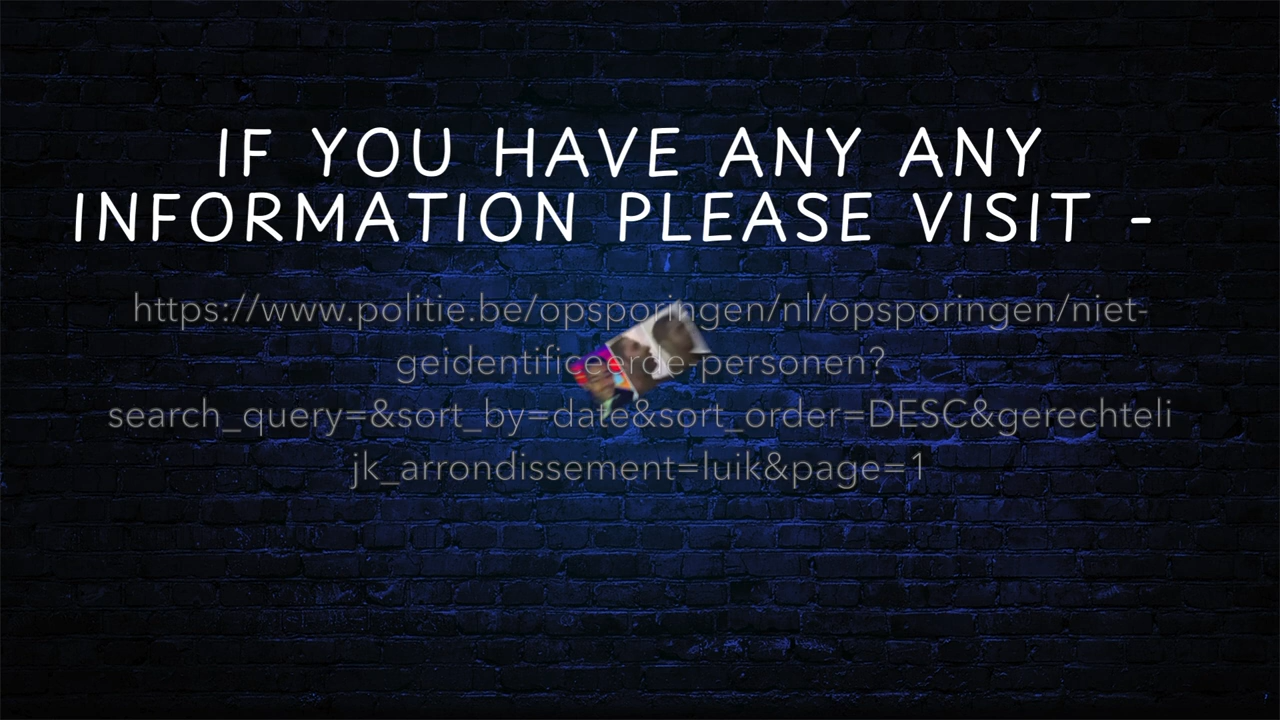 IF YOU HAVE ANY ANY
INFORMATION PLEASE VISIT -
https://www.politie.be/opsporingen/nl/opsporingen/niet-
geidentificeerde-personen?
search_query=&sort_by=date&sort_order=DESC&gerechteli
jk_arrondissement=luik&page=1